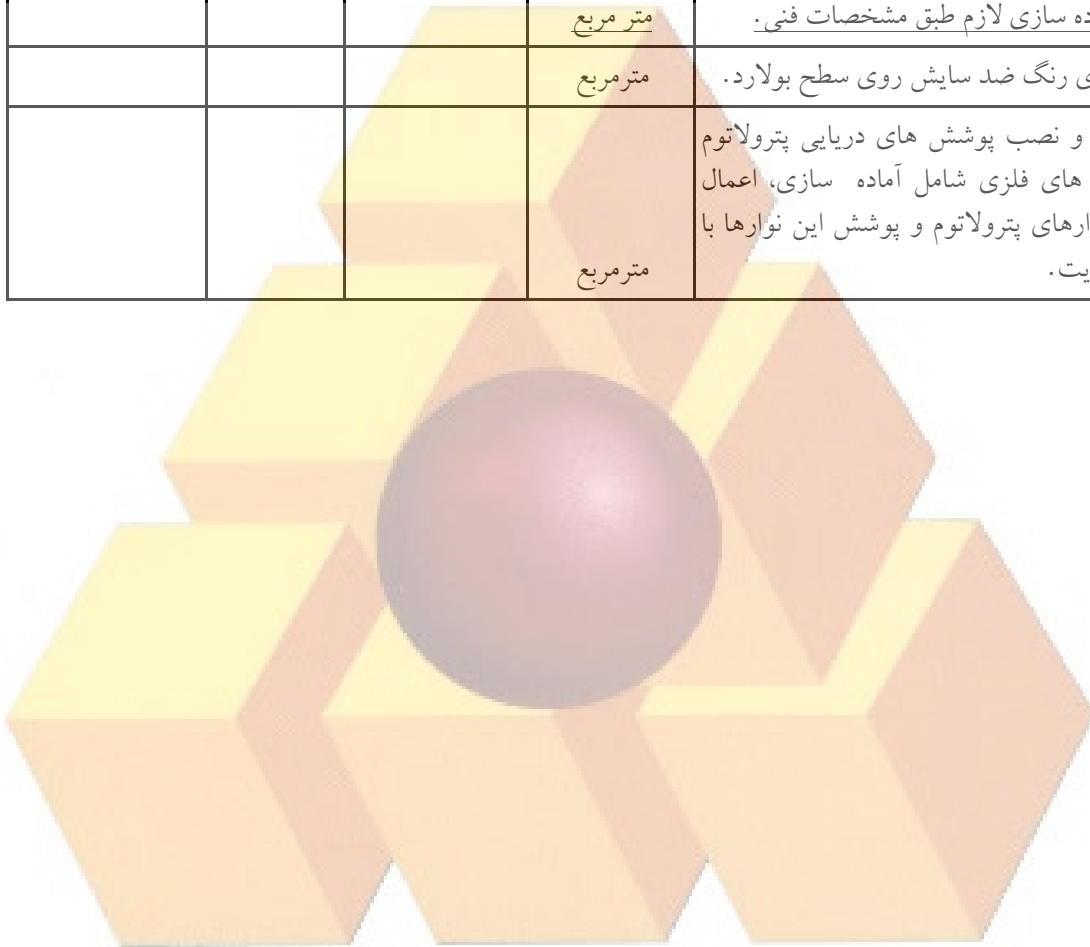 ده سازی لازم طبق مشخصات فنی. متر مربع
ی رنگ ضد سایش روی سطح بولارد. مترمربع
و نصب پوشش های دریایی پترولاتوم
های فلزی شامل آماده سازی، اعمال
ارهای پترولاتوم و پوشش این نوارها با
یت. مترمربع